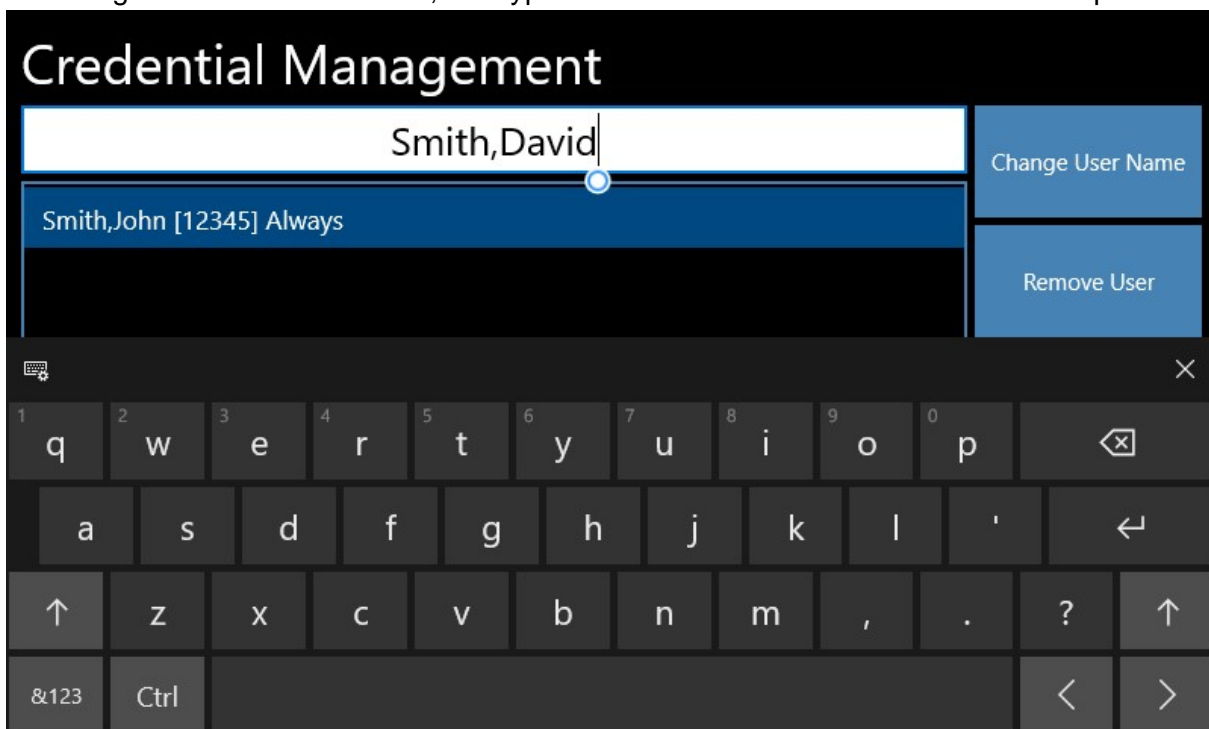 Credential Management
Smith,David
Change User Name
Smith,John [12345] Always
Remove User
1 2 3 4 5 6 7 8 9 0
q w e r t y u i o p
a s d f g h j k l '
z x c v b n m , . ?
&123 Ctrl